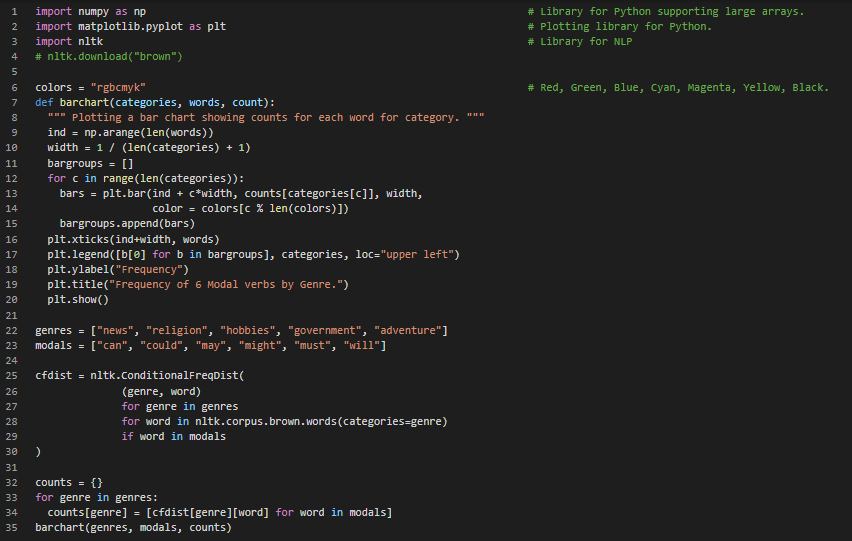 1 import numpy as np # Library for Python supporting large arrays.
2 import matplotlib.pyplot as plt # Plotting library for Python.
3 import nltk # Library for NLP
4 # nltk.download("brown")
5
6 colors = "rgbcmyk" # Red, Green, Blue, Cyan, Magenta, Yellow, Black.
7 def barchart(categories, words, count):
8   """ Plotting a bar chart showing counts for each word for category. """
9   ind = np.arange(len(words))
10   width = 1 / (len(categories) + 1)
11   bargroups = []
12   for c in range(len(categories)):
13     bars = plt.bar(ind + c*width, counts[categories[c]], width,
14                    color = colors[c % len(colors)])
15     bargroups.append(bars)
16   plt.xticks(ind+width, words)
17   plt.legend([b[0] for b in bargroups], categories, loc="upper left")
18   plt.ylabel("Frequency")
19   plt.title("Frequency of 6 Modal verbs by Genre.")
20   plt.show()
21
22 genres = ["news", "religion", "hobbies", "government", "adventure"]
23 modals = ["can", "could", "may", "might", "must", "will"]
24
25 cfdist = nltk.ConditionalFreqDist(
26               (genre, word)
27               for genre in genres
28               for word in nltk.corpus.brown.words(categories=genre)
29               if word in modals
30 )
31
32 counts = {}
33 for genre in genres:
34   counts[genre] = [cfdist[genre][word] for word in modals]
35 barchart(genres, modals, counts)